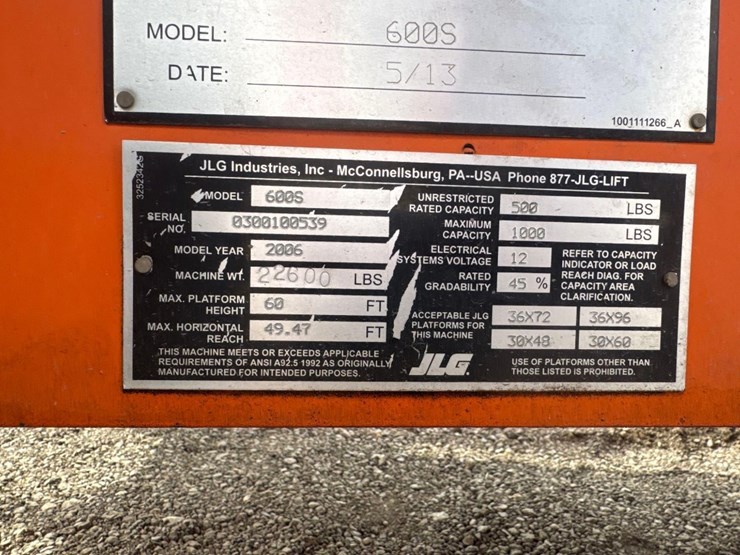 MODEL: 600S
DATE: 5/13
1001111266_A
JLG Industries, Inc - McConnellsburg, PA--USA Phone 877-JLG-LIFT
MODEL 600S
SERIAL NO. 0300100539
MODEL YEAR 2006
MACHINE WT. 22600 LBS
MAX. PLATFORM HEIGHT 60 FT
MAX. HORIZONTAL REACH 49.47 FT
UNRESTRICTED RATED CAPACITY 500 LBS
MAXIMUM CAPACITY 1000 LBS
ELECTRICAL SYSTEMS VOLTAGE 12
RATED GRADABILITY 45 %
REFER TO CAPACITY
INDICATOR OR LOAD
REACH DIAG. FOR
CAPACITY AREA
CLARIFICATION.
ACCEPTABLE JLG
PLATFORMS FOR
THIS MACHINE
36X72 36X96
30X48 30X60
THIS MACHINE MEETS OR EXCEEDS APPLICABLE
REQUIREMENTS OF ANSI A92.5 1992 AS ORIGINALLY
MANUFACTURED FOR INTENDED PURPOSES.
JLG
USE OF PLATFORMS OTHER THAN
THOSE LISTED IS PROHIBITED.